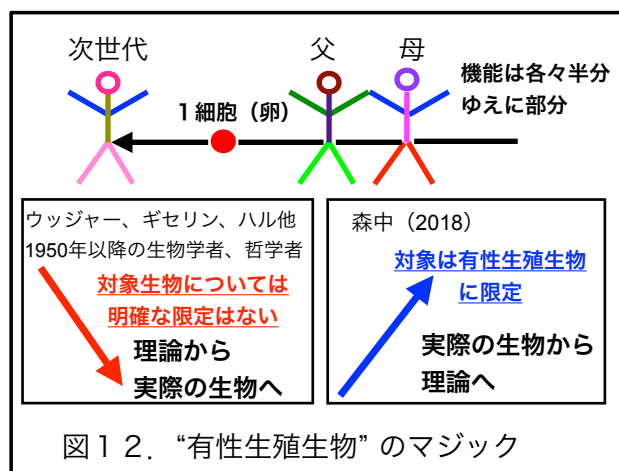 次世代
父
母
機能は各々半分
ゆえに部分
１細胞（卵）
ウッジャー、ギセリン、ハル他
1950年以降の生物学者、哲学者
対象生物については
明確な限定はない
理論から
実際の生物へ
森中（2018）
対象は有性生殖生物
に限定
実際の生物から
理論へ
図１２．“有性生殖生物” のマジック